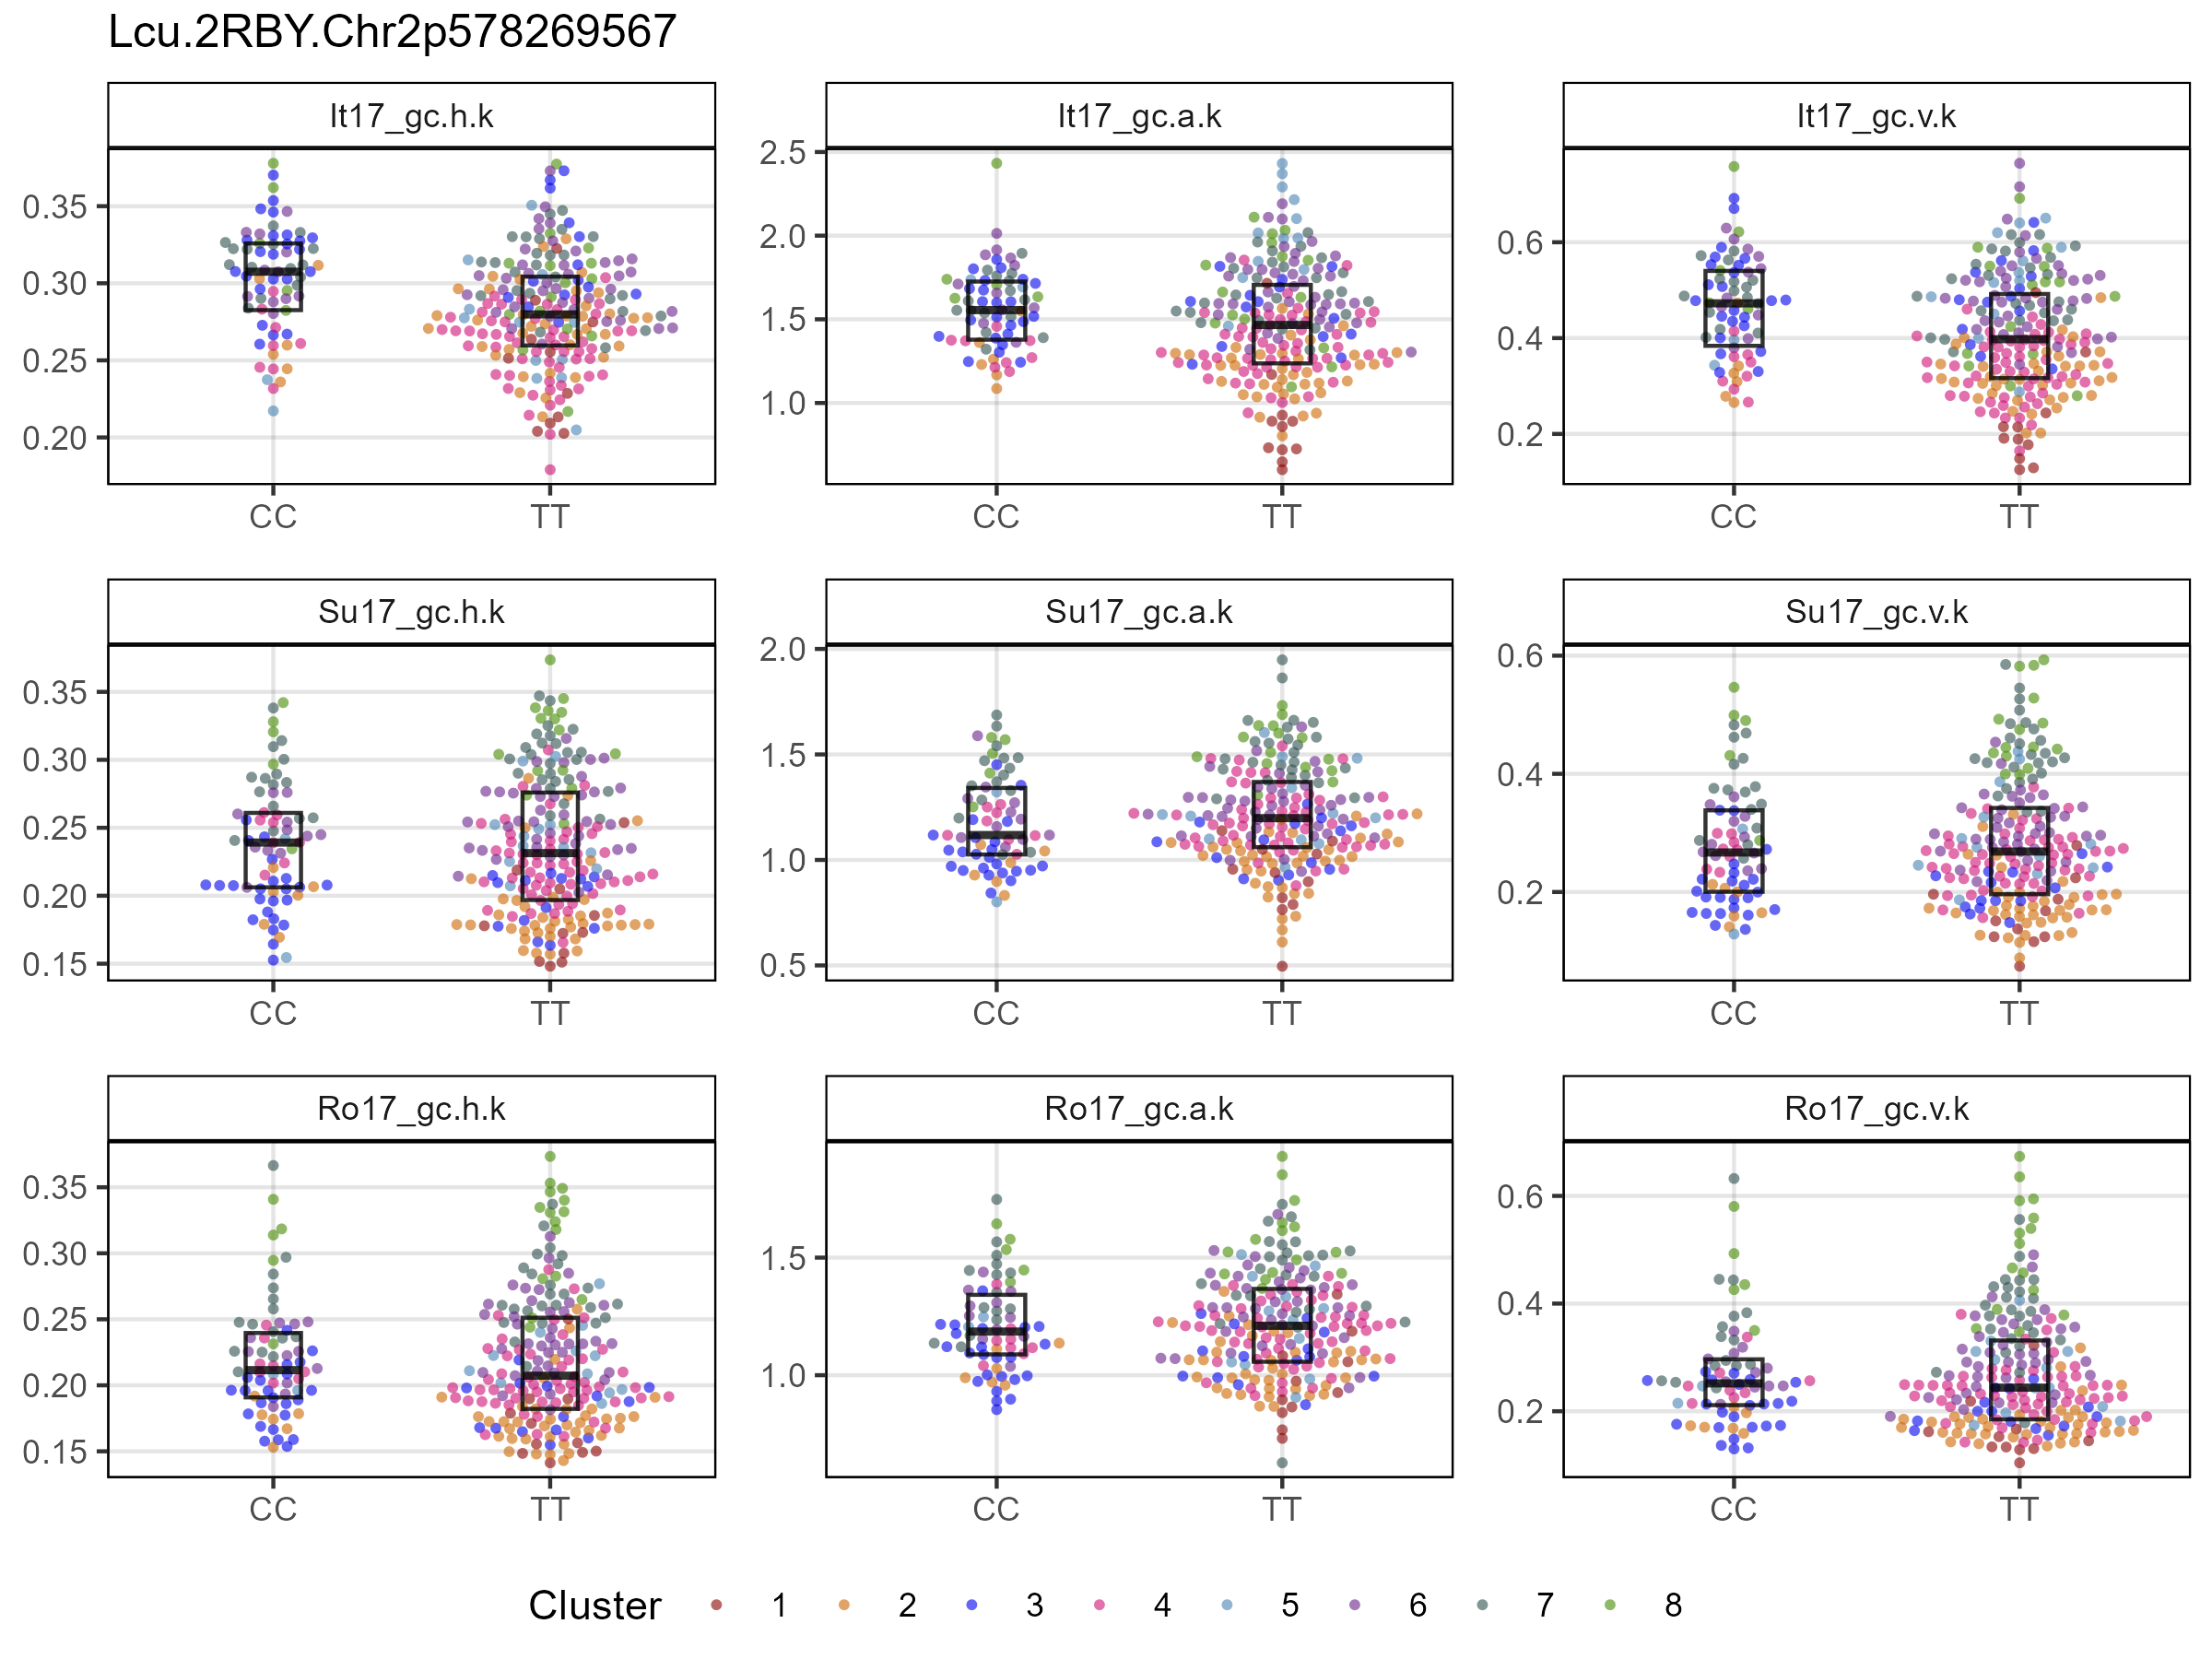 Lcu.2RBY.Chr2p578269567
It17_gc.h.k
It17_gc.a.k
It17_gc.v.k
0.35
0.30
0.25
0.20
CC TT
2.5
2.0
1.5
1.0
CC TT
0.6
0.4
0.2
CC TT
Su17_gc.h.k
Su17_gc.a.k
Su17_gc.v.k
0.35
0.30
0.25
0.20
0.15
CC TT
2.0
1.5
1.0
0.5
CC TT
0.6
0.4
0.2
CC TT
Ro17_gc.h.k
Ro17_gc.a.k
Ro17_gc.v.k
0.35
0.30
0.25
0.20
0.15
CC TT
1.5
1.0
CC TT
0.6
0.4
0.2
CC TT
Cluster 1 2 3 4 5 6 7 8